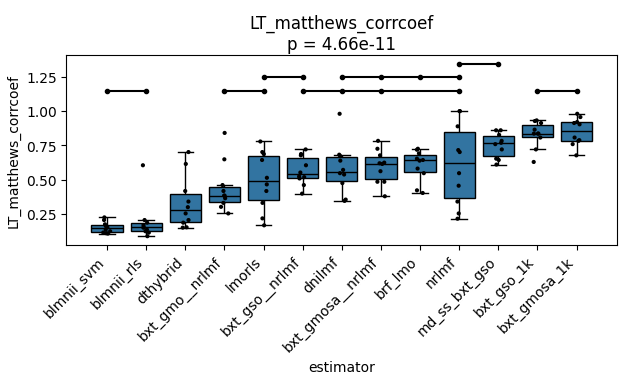 LT_matthews_corrcoef
p = 4.66e-11
LT_matthews_corrcoef
1.25
1.00
0.75
0.50
0.25
blmnii_svm
blmnii_rls
dthybrid
bxt_gmo__nrlmf
lmorls
bxt_gso__nrlmf
dnilmf
bxt_gmosa__nrlmf
brf_lmo
nrlmf
md_ss_bxt_gso
bxt_gso_1k
bxt_gmosa_1k
estimator